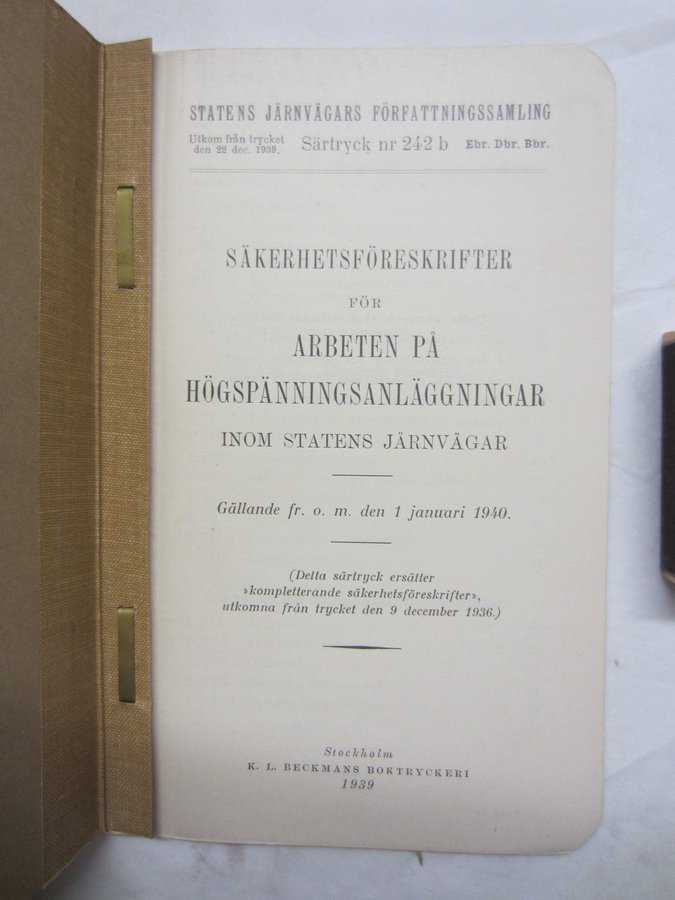 STATENS JÄRNVÄGARS FÖRFATTNINGSSAMLING
Utkom från trycket
den 22 dec. 1939.
Särtryck nr 242 b
Ebr. Dbr. Bbr.
SÄKERHETSFÖRESKRIFTER
FÖR
ARBETEN PÅ
HÖGSPÄNNINGSANLÄGGNINGAR
INOM STATENS JÄRNVÄGAR
Gällande fr. o. m. den 1 januari 1940.
(Detta särtryck ersätter
»kompletterande säkerhetsföreskrifter»,
utkomna från trycket den 9 december 1936.)
Stockholm
K. L. BECKMANS BOKTRYCKERI
1939